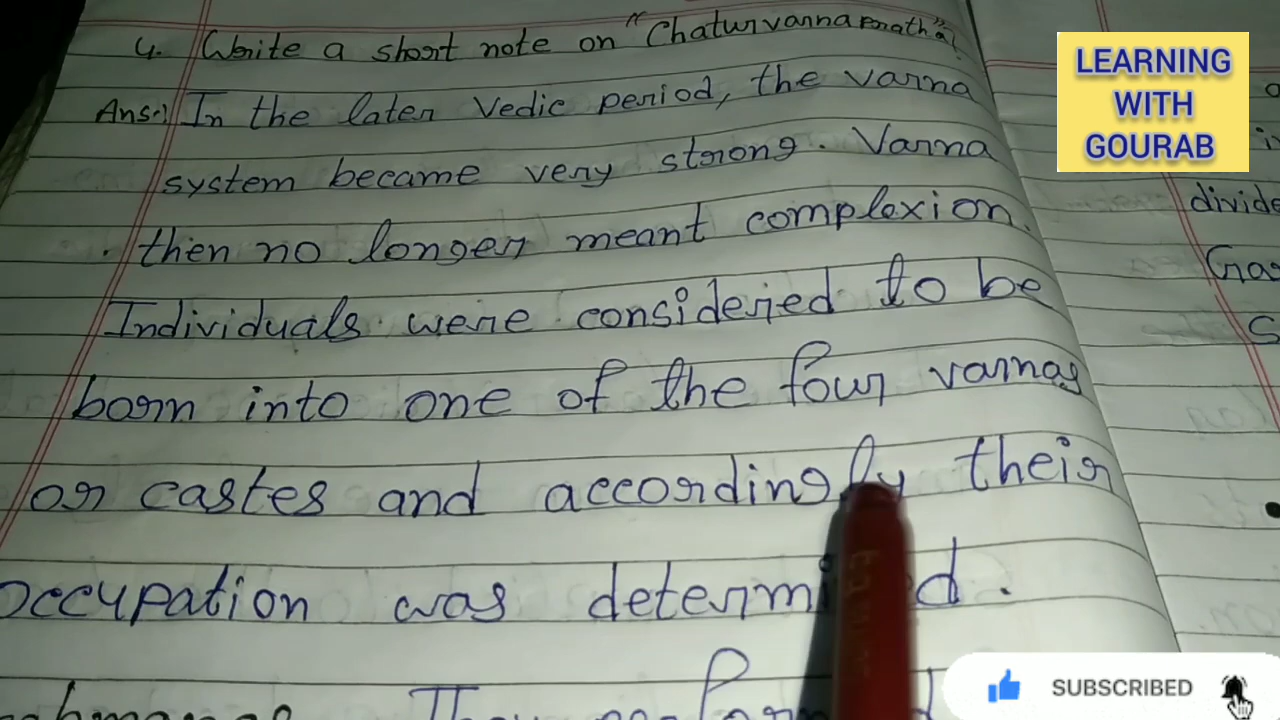 4. Write a short note on "Chaturvarna Pratha".
Ans:) In the later Vedic period, the varna
system became very strong. Varna
then no longer meant complexion.
Individuals were considered to be
born into one of the four varnas
or castes and accordingly their
occupation was determined.
They
LEARNING
WITH
GOURAB
divide
SUBSCRIBED